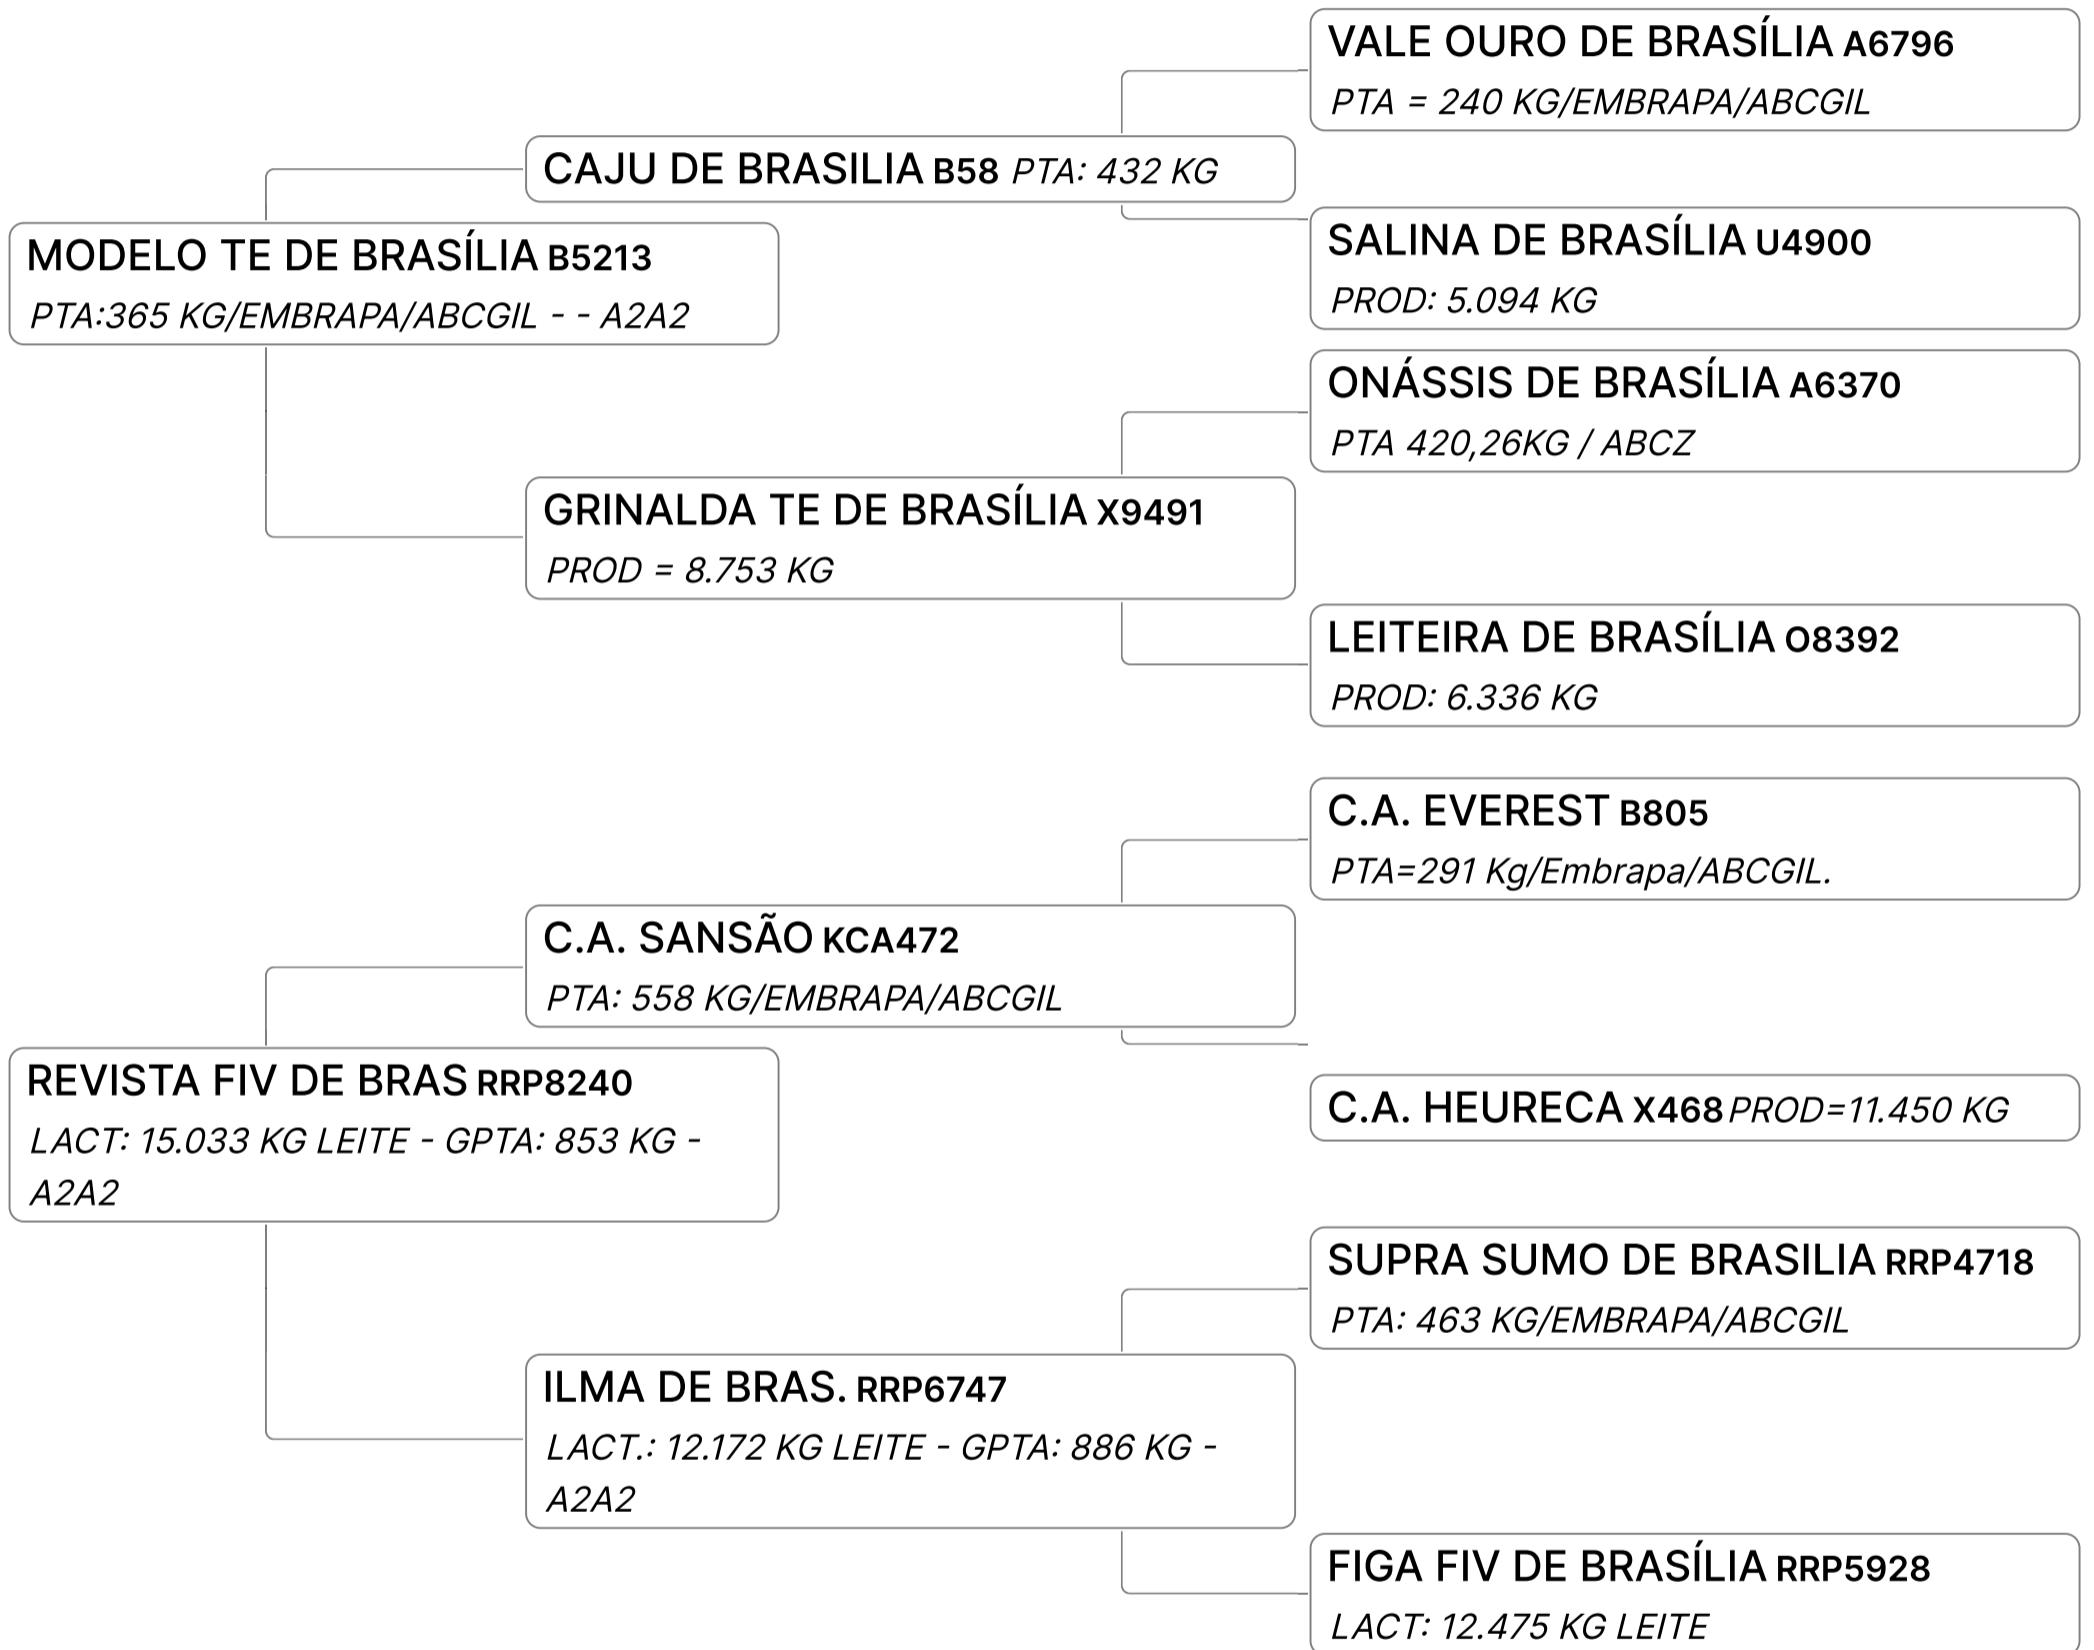 VALE OURO DE BRASÍLIA A6796
PTA = 240 KG/EMBRAPA/ABCGIL
CAJU DE BRASILIA B58 PTA: 432 KG
SALINA DE BRASÍLIA U4900
PROD: 5.094 KG
MODELO TE DE BRASÍLIA B5213
PTA:365 KG/EMBRAPA/ABCGIL - - A2A2
ONÁSSIS DE BRASÍLIA A6370
PTA 420,26KG / ABCZ
GRINALDA TE DE BRASÍLIA X9491
PROD = 8.753 KG
LEITEIRA DE BRASÍLIA O8392
PROD: 6.336 KG
C.A. EVEREST B805
PTA=291 Kg/Embrapa/ABCGIL.
C.A. SANSÃO KCA472
PTA: 558 KG/EMBRAPA/ABCGIL
C.A. HEURECA X468 PROD=11.450 KG
REVISTA FIV DE BRAS RRP8240
LACT: 15.033 KG LEITE - GPTA: 853 KG -
A2A2
SUPRA SUMO DE BRASILIA RRP4718
PTA: 463 KG/EMBRAPA/ABCGIL
ILMA DE BRAS. RRP6747
LACT.: 12.172 KG LEITE - GPTA: 886 KG -
A2A2
FIGA FIV DE BRASÍLIA RRP5928
LACT: 12.475 KG LEITE